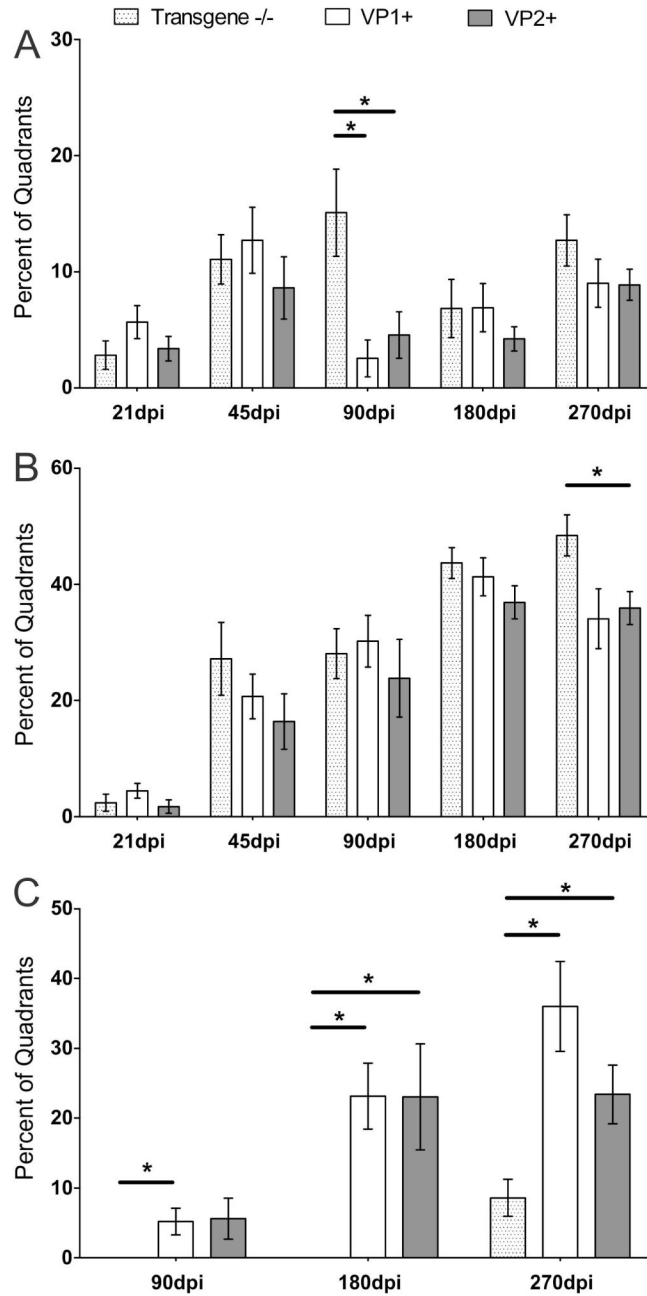 Transgene -/- VP1+ VP2+
A
30
*
*
20
Percent of Quadrants
10
0
21dpi 45dpi 90dpi 180dpi 270dpi
B
60
*
40
Percent of Quadrants
20
0
21dpi 45dpi 90dpi 180dpi 270dpi
C
50
*
*
40
*
*
30
Percent of Quadrants
20
10
*
0
90dpi 180dpi 270dpi